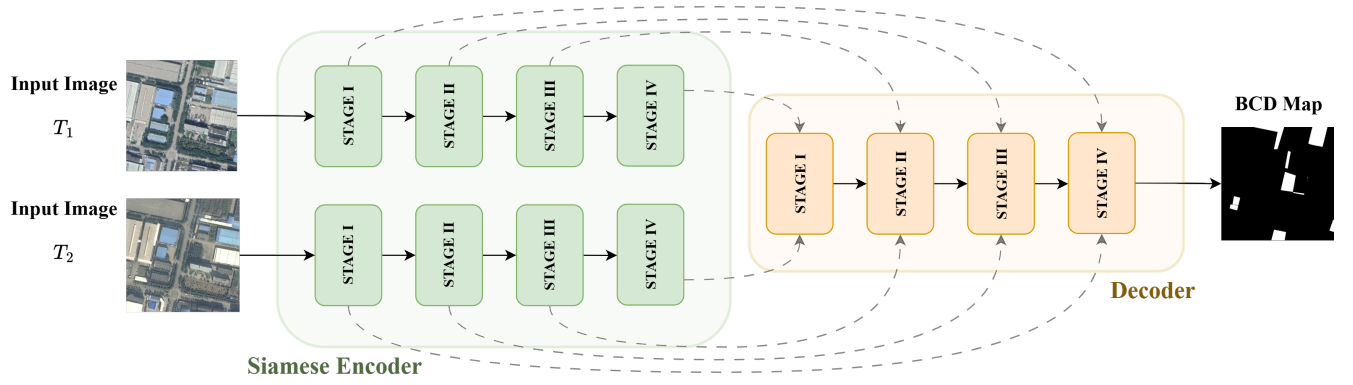 Input Image
T₁
STAGE I
STAGE II
STAGE III
STAGE IV
Input Image
T₂
STAGE I
STAGE II
STAGE III
STAGE IV
Siamese Encoder
STAGE I
STAGE II
STAGE III
STAGE IV
Decoder
BCD Map